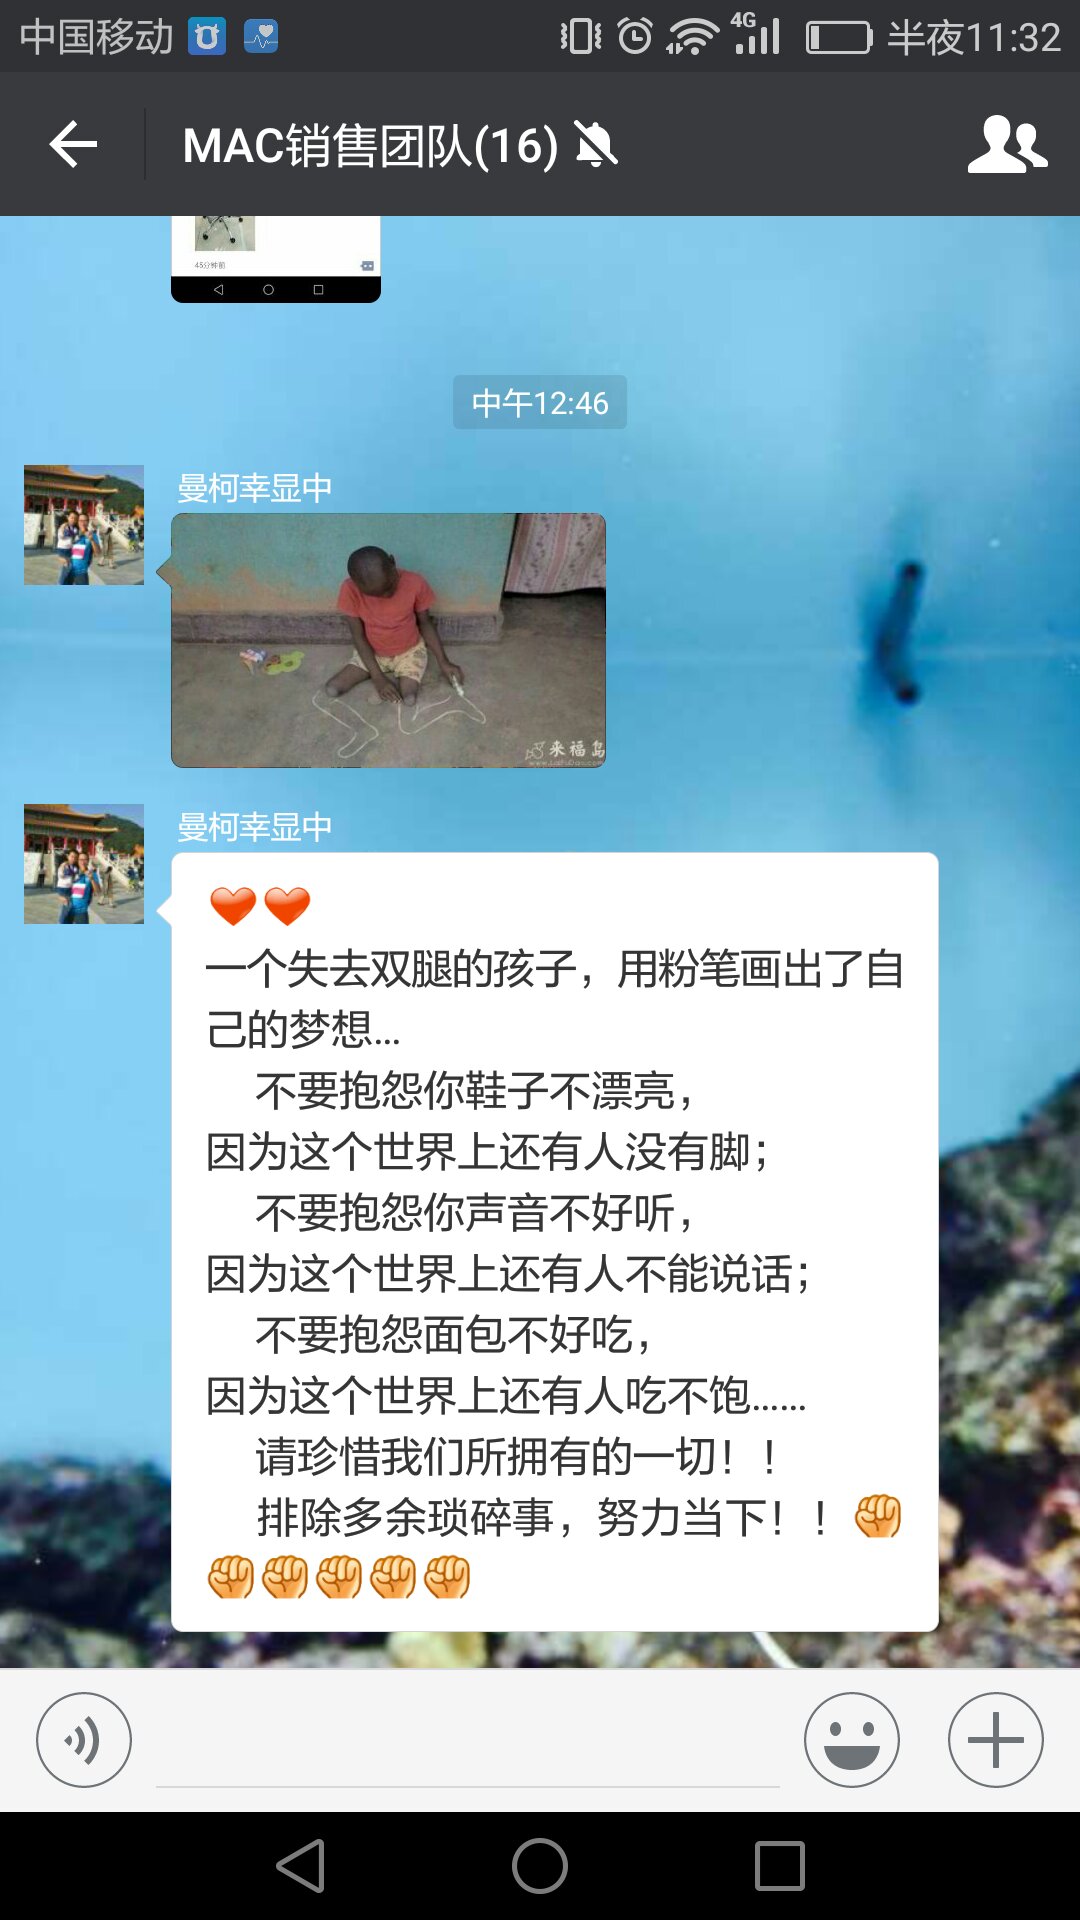 中国移动 4G 半夜11:32
MAC销售团队(16)
45分钟前
中午12:46
曼柯幸显中
来福岛
www.LaiFuDao.com
曼柯幸显中
一个失去双腿的孩子，用粉笔画出了自
己的梦想...
不要抱怨你鞋子不漂亮，
因为这个世界上还有人没有脚；
不要抱怨你声音不好听，
因为这个世界上还有人不能说话；
不要抱怨面包不好吃，
因为这个世界上还有人吃不饱......
请珍惜我们所拥有的一切！！
排除多余琐碎事，努力当下！！✊
✊✊✊✊✊